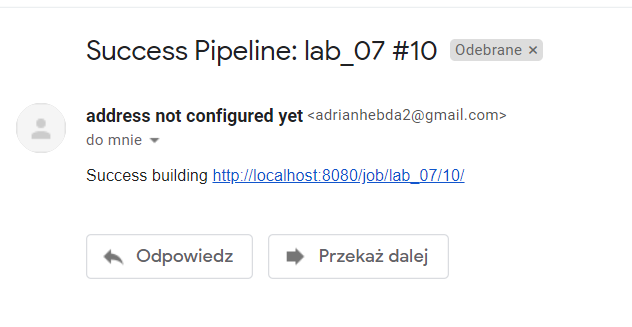 Success Pipeline: lab_07 #10 Odebrane ×
address not configured yet <adrianhebda2@gmail.com>
do mnie
Success building http://localhost:8080/job/lab_07/10/
Odpowiedz Przekaż dalej